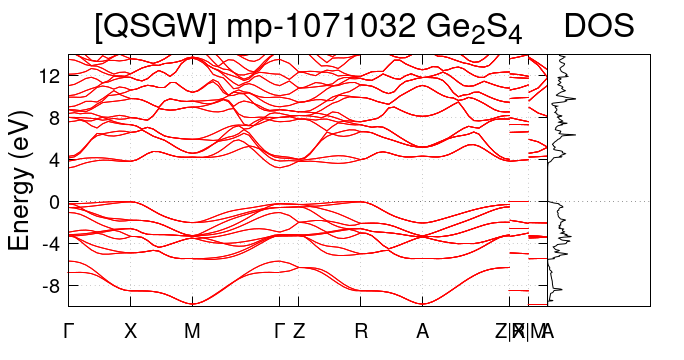 [QSGW] mp-1071032 Ge₂S₄ DOS
Energy (eV)
12
8
4
0
-4
-8
Γ X M Γ Z R A Z|X R|M A